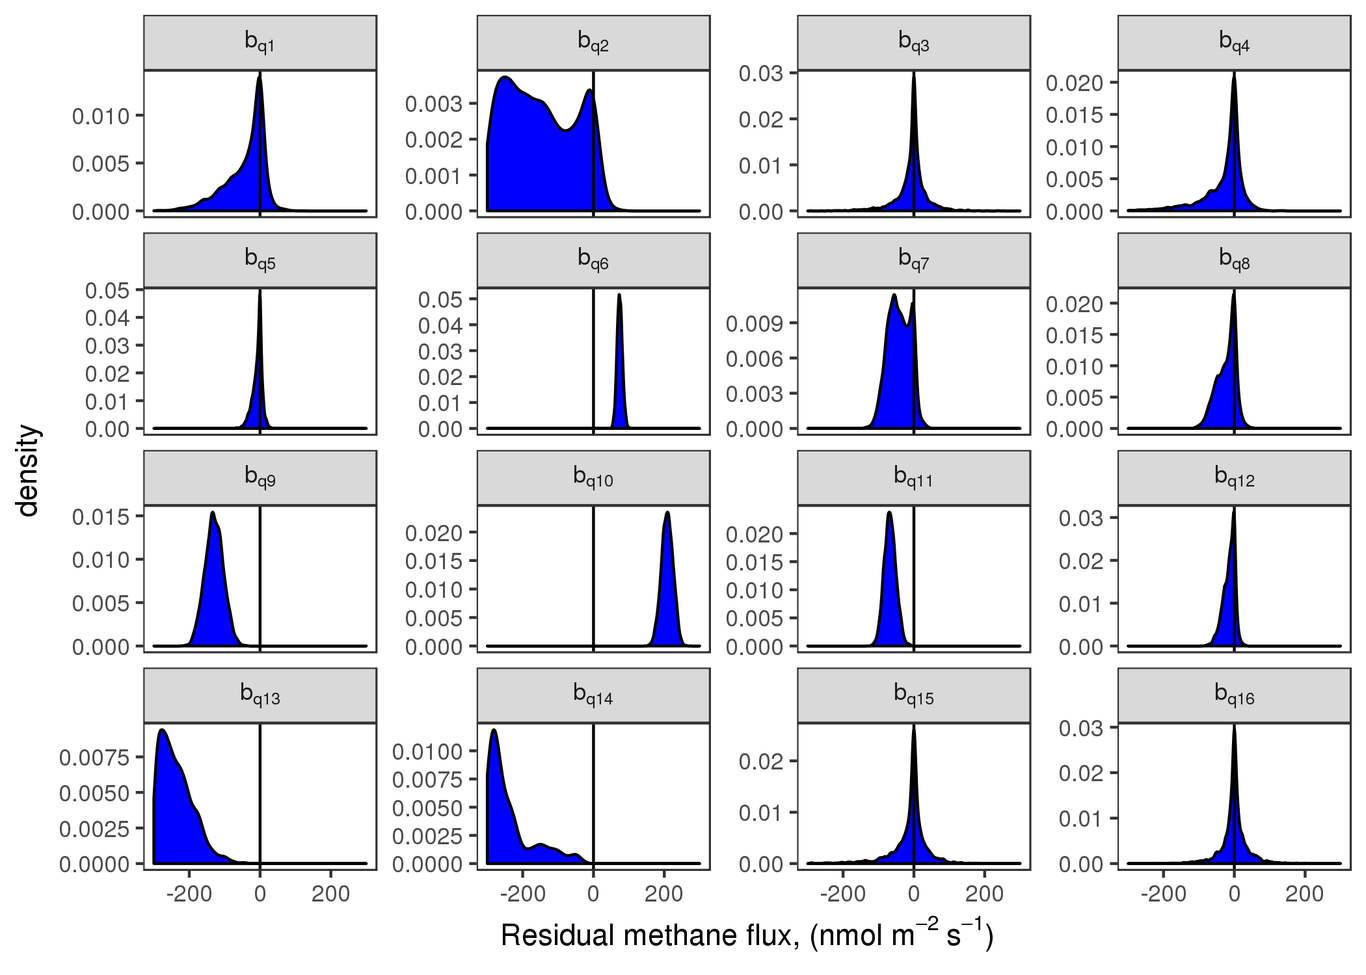 b_q1 b_q2 b_q3 b_q4
0.010 0.005 0.000
0.003 0.002 0.001 0.000
0.03 0.02 0.01 0.00
0.020 0.015 0.010 0.005 0.000
b_q5 b_q6 b_q7 b_q8
0.05 0.04 0.03 0.02 0.01 0.00
0.05 0.04 0.03 0.02 0.01 0.00
0.009 0.006 0.003 0.000
0.020 0.015 0.010 0.005 0.000
b_q9 b_q10 b_q11 b_q12
0.015 0.010 0.005 0.000
0.020 0.015 0.010 0.005 0.000
0.020 0.015 0.010 0.005 0.000
0.03 0.02 0.01 0.00
b_q13 b_q14 b_q15 b_q16
0.0075 0.0050 0.0025 0.0000
0.0100 0.0075 0.0050 0.0025 0.0000
0.02 0.01 0.00
0.03 0.02 0.01 0.00
-200 0 200 -200 0 200 -200 0 200 -200 0 200
density
Residual methane flux, (nmol m⁻² s⁻¹)